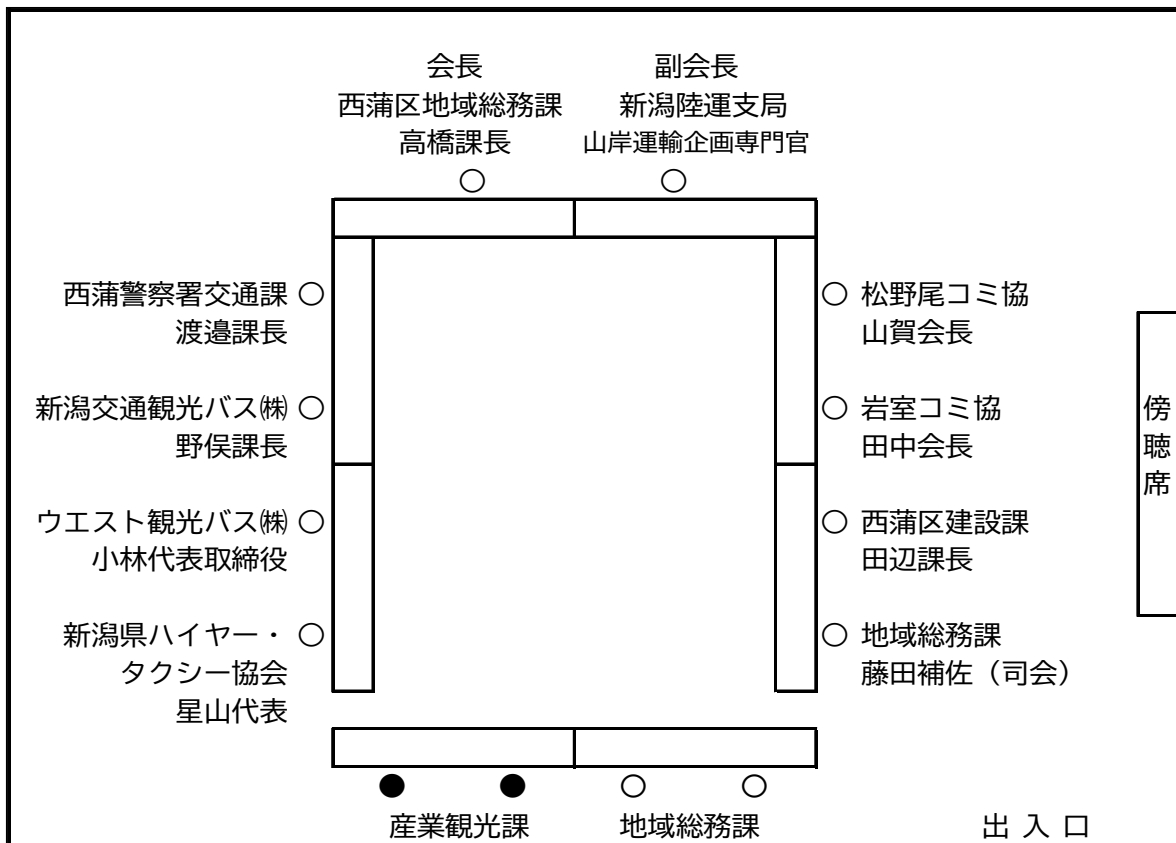 会長
西蒲区地域総務課
高橋課長
副会長
新潟陸運支局
山岸運輸企画専門官
西蒲警察署交通課
渡邉課長
新潟交通観光バス㈱
野俣課長
ウエスト観光バス㈱
小林代表取締役
新潟県ハイヤー・
タクシー協会
星山代表
松野尾コミ協
山賀会長
岩室コミ協
田中会長
西蒲区建設課
田辺課長
地域総務課
藤田補佐（司会）
傍聴席
産業観光課
地域総務課
出入口